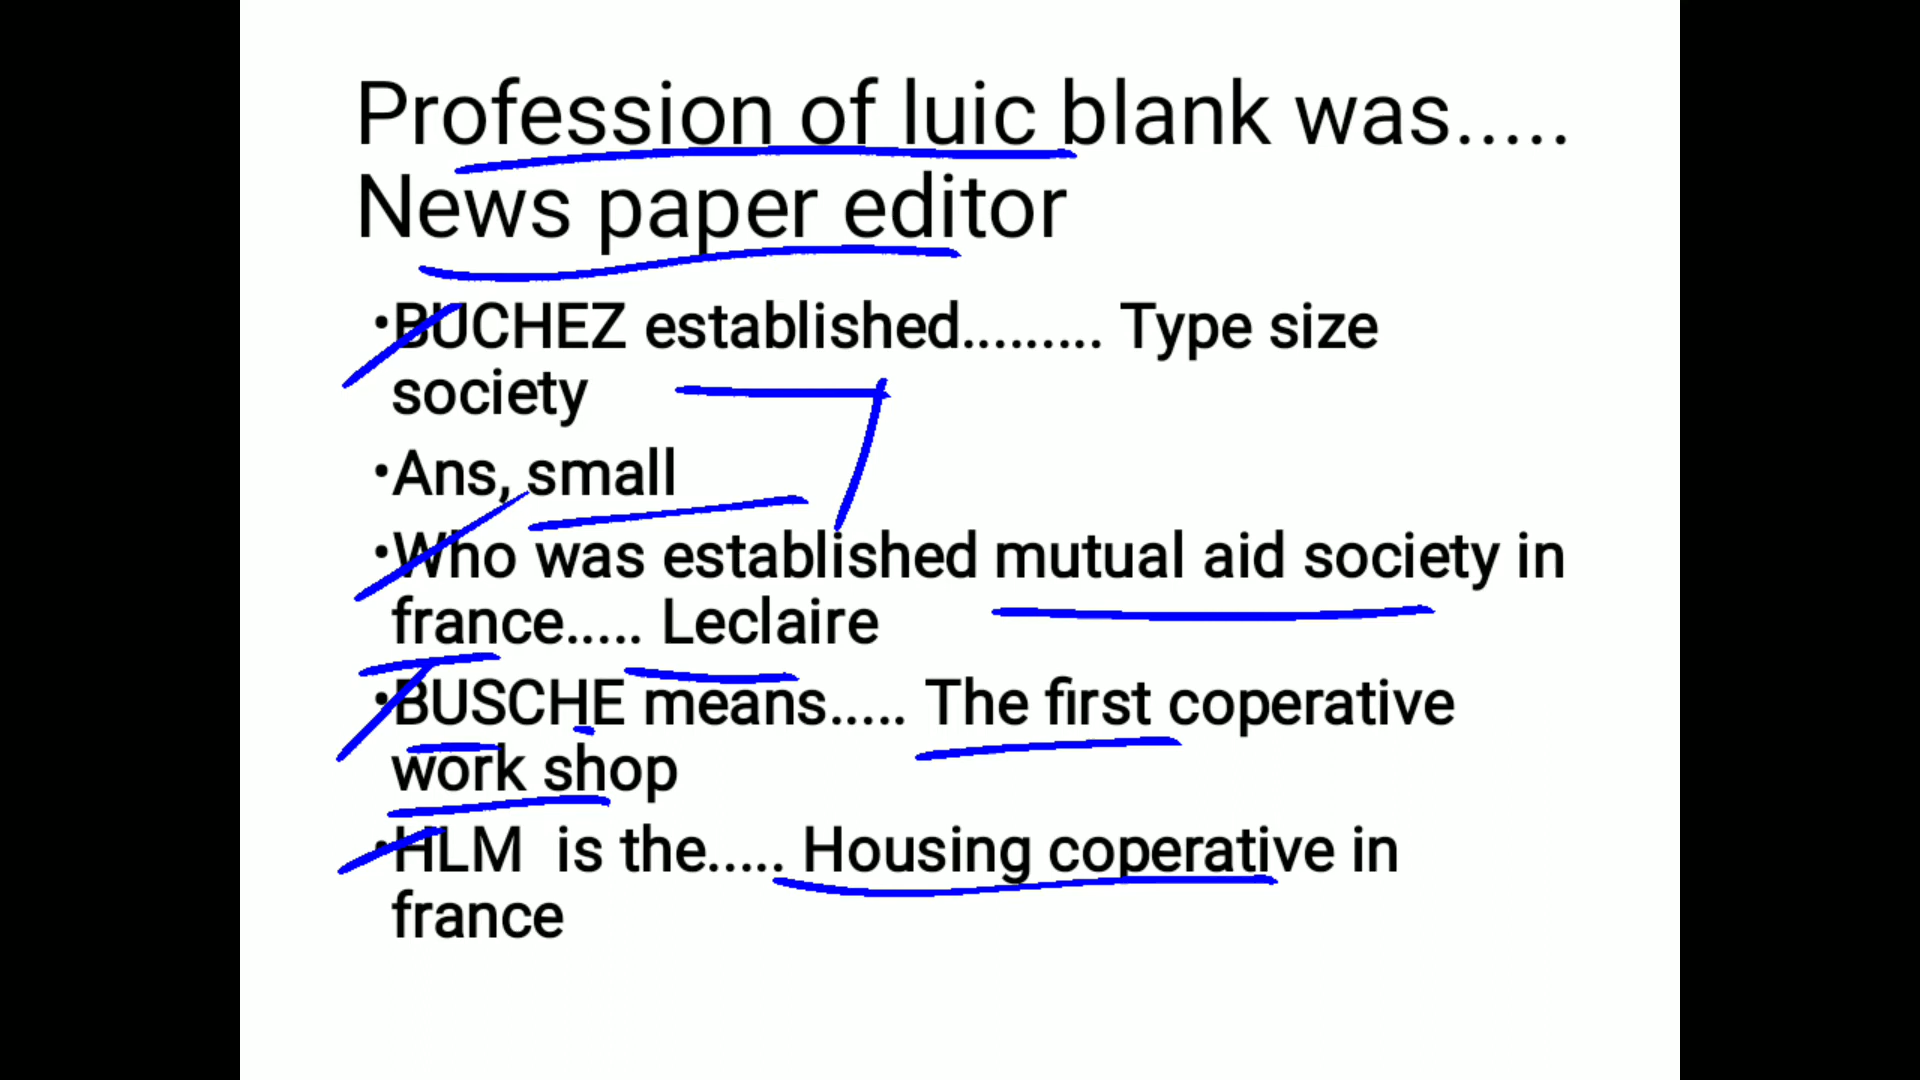 Profession of luic blank was.....
News paper editor
•BUCHEZ established......... Type size
society
•Ans, small
•Who was established mutual aid society in
france..... Leclaire
•BUSCHE means..... The first coperative
work shop
•HLM is the..... Housing coperative in
france